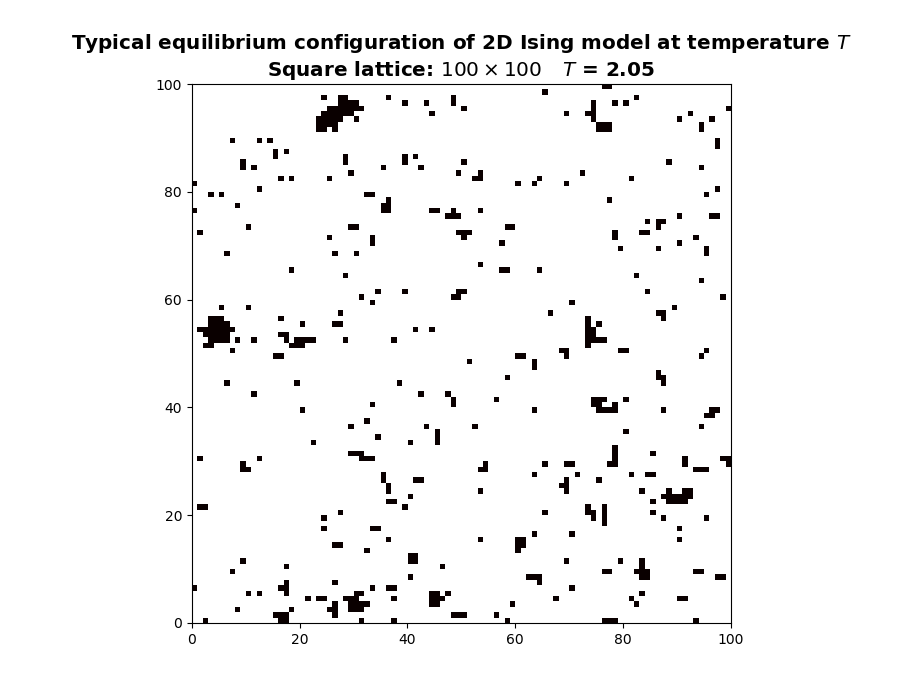 Typical equilibrium configuration of 2D Ising model at temperature T
Square lattice: 100 × 100 T = 2.05
100
80
60
40
20
0
0 20 40 60 80 100